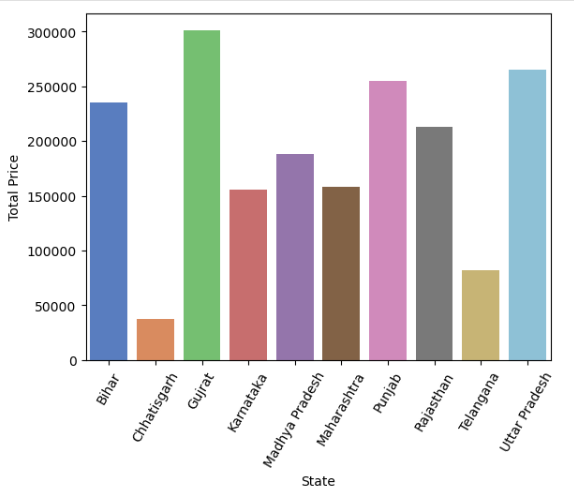 300000
250000
200000
150000
100000
50000
0
Total Price
Bihar
Chhatisgarh
Gujrat
Karnataka
Madhya Pradesh
Maharashtra
Punjab
Rajasthan
Telangana
Uttar Pradesh
State